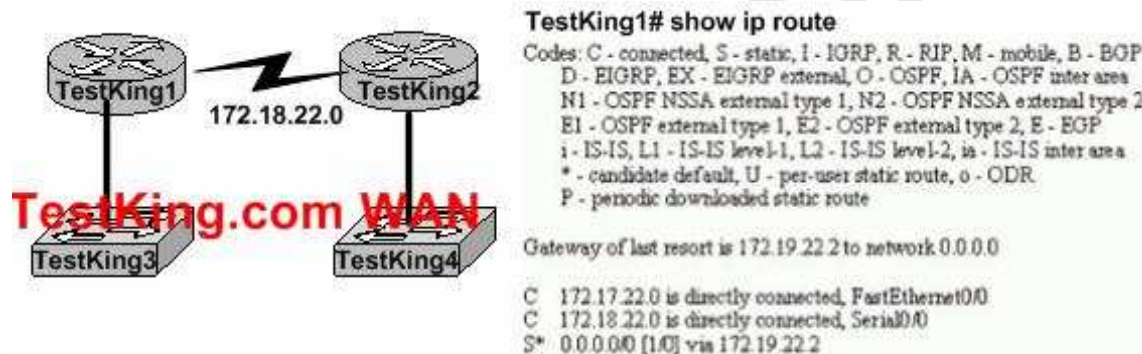 TestKing1
TestKing2
172.18.22.0
TestKing.com WAN
TestKing3
TestKing4
TestKing1# show ip route
Codes: C - connected, S - static, I - IGRP, R - RIP, M - mobile, B - BGP
D - EIGRP, EX - EIGRP external, O - OSPF, IA - OSPF inter area
N1 - OSPF NSSA external type 1, N2 - OSPF NSSA external type 2
E1 - OSPF external type 1, E2 - OSPF external type 2, E - EGP
i - IS-IS, L1 - IS-IS level-1, L2 - IS-IS level-2, ia - IS-IS inter area
* - candidate default, U - per-user static route, o - ODR
P - periodic downloaded static route
Gateway of last resort is 172.19.22.2 to network 0.0.0.0
C 172.17.22.0 is directly connected, FastEthernet0/0
C 172.18.22.0 is directly connected, Serial0/0
S* 0.0.0.0/0 [1/0] via 172.19.22.2